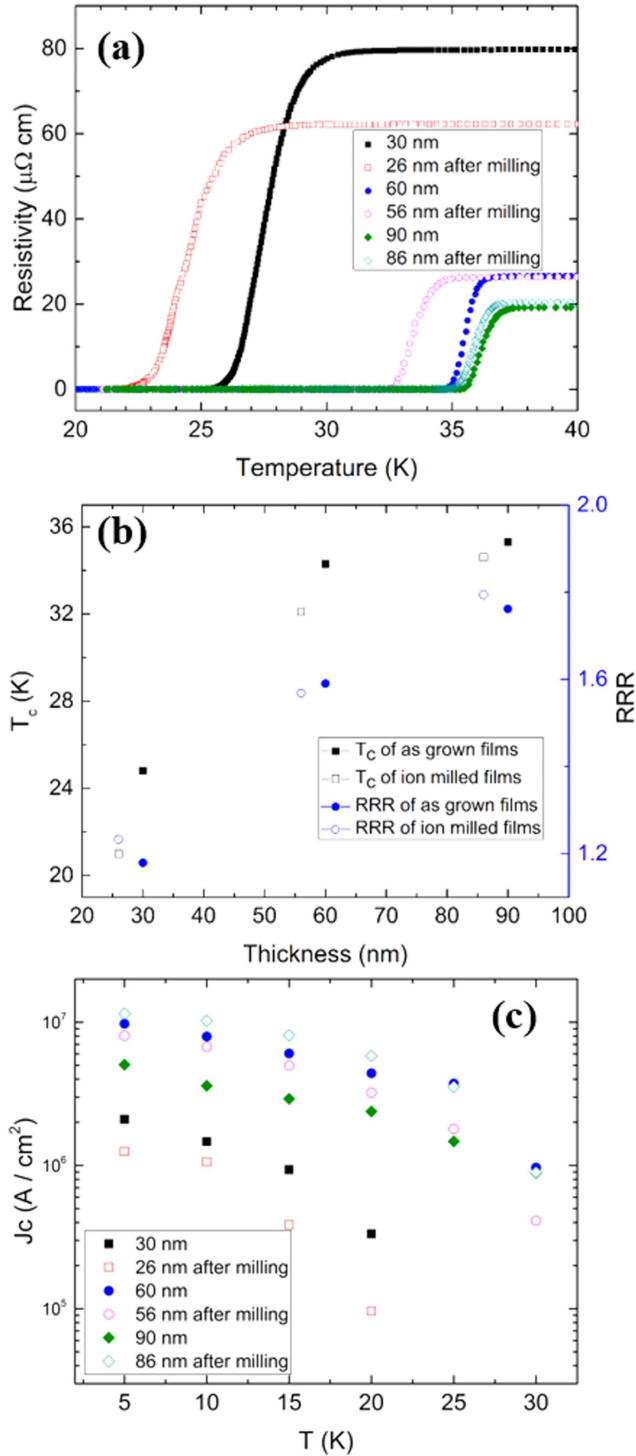 (a)
80
60
40
20
0
Resistivity (μΩ cm)
30 nm
26 nm after milling
60 nm
56 nm after milling
90 nm
86 nm after milling
20 25 30 35 40
Temperature (K)
(b)
36
32
28
24
20
T_c (K)
2.0
1.6
1.2
RRR
T_C of as grown films
T_C of ion milled films
RRR of as grown films
RRR of ion milled films
20 30 40 50 60 70 80 90 100
Thickness (nm)
(c)
10^7
10^6
10^5
Jc (A / cm^2)
30 nm
26 nm after milling
60 nm
56 nm after milling
90 nm
86 nm after milling
5 10 15 20 25 30
T (K)